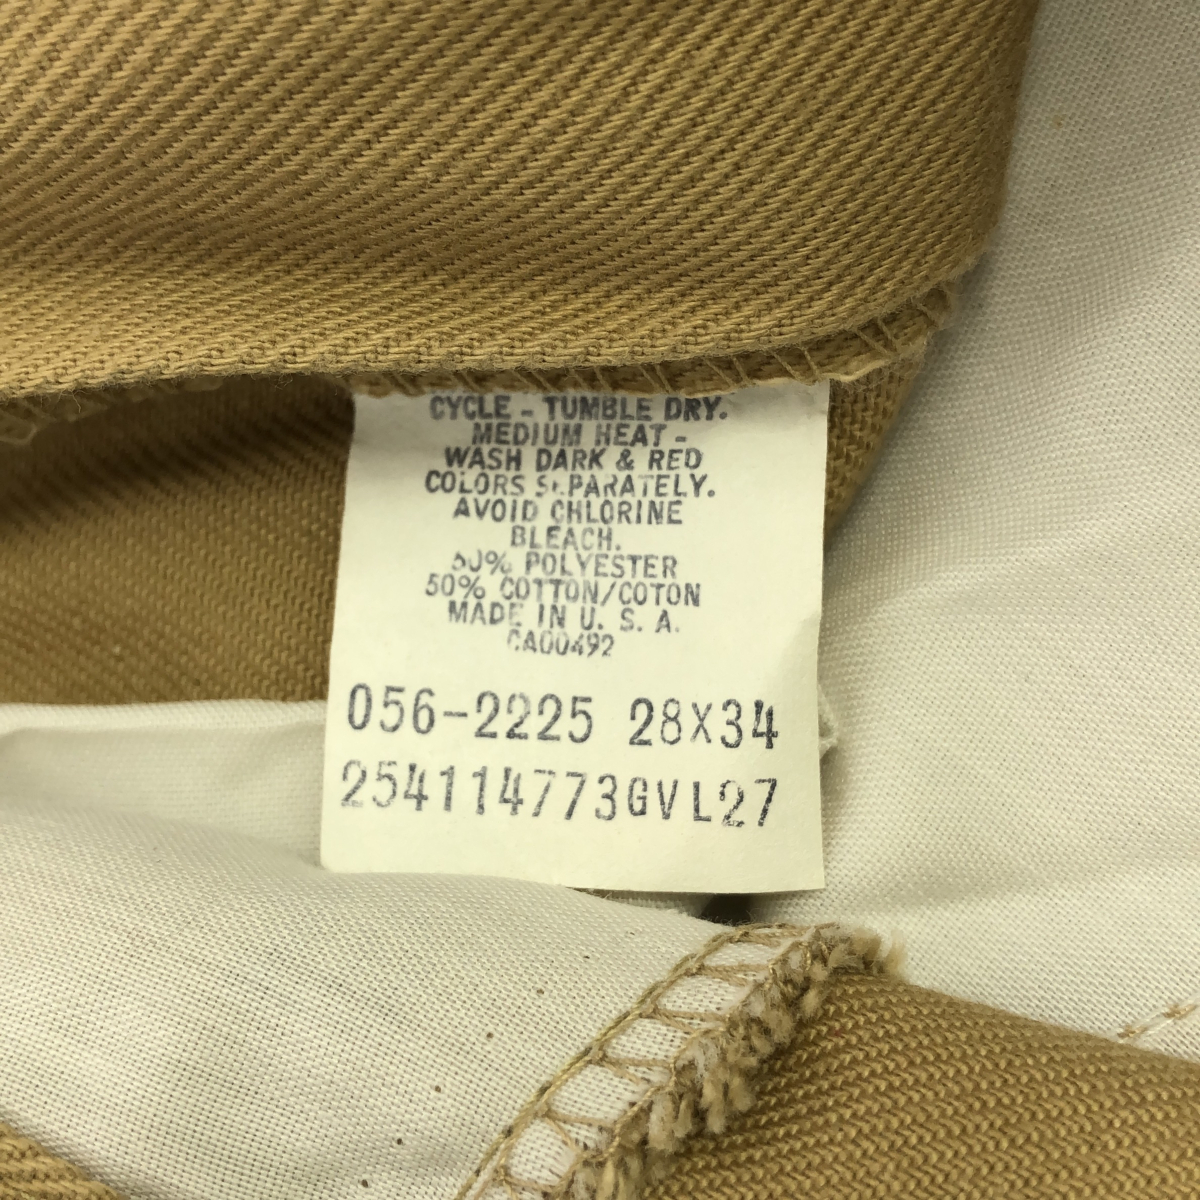 CYCLE - TUMBLE DRY.
MEDIUM HEAT -
WASH DARK & RED
COLORS SEPARATELY.
AVOID CHLORINE
BLEACH.
50% POLYESTER
50% COTTON/COTON
MADE IN U. S. A.
CA00492
056-2225 28X34
254114773GVL27